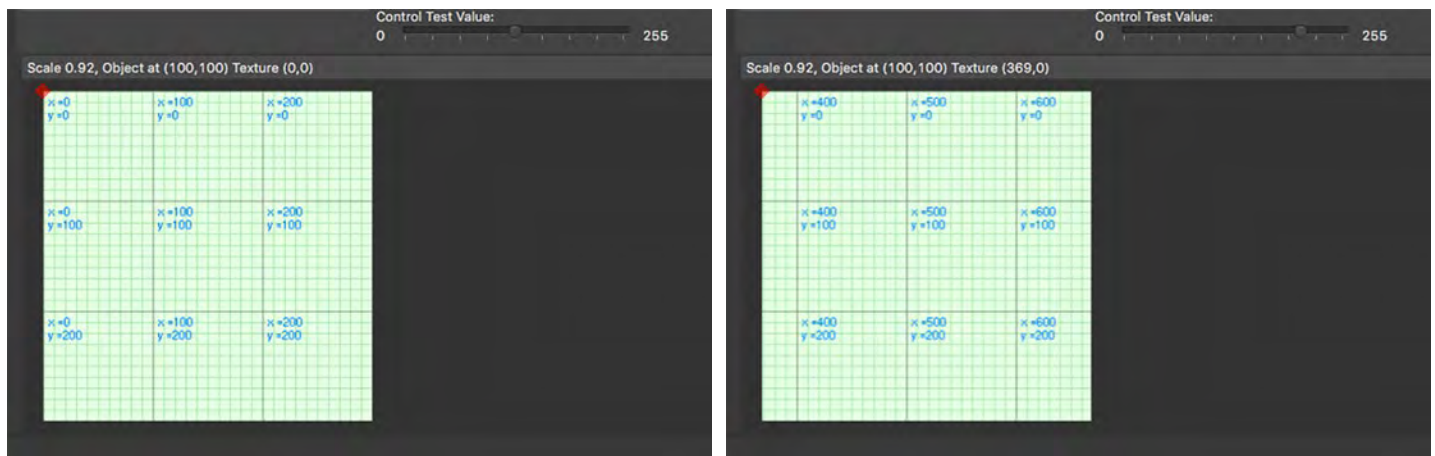 Control Test Value:
0 255
Scale 0.92, Object at (100,100) Texture (0,0)
x =0 x =100 x =200
y =0 y =0 y =0
x =0 x =100 x =200
y =100 y =100 y =100
x =0 x =100 x =200
y =200 y =200 y =200
Control Test Value:
0 255
Scale 0.92, Object at (100,100) Texture (369,0)
x =400 x =500 x =600
y =0 y =0 y =0
x =400 x =500 x =600
y =100 y =100 y =100
x =400 x =500 x =600
y =200 y =200 y =200